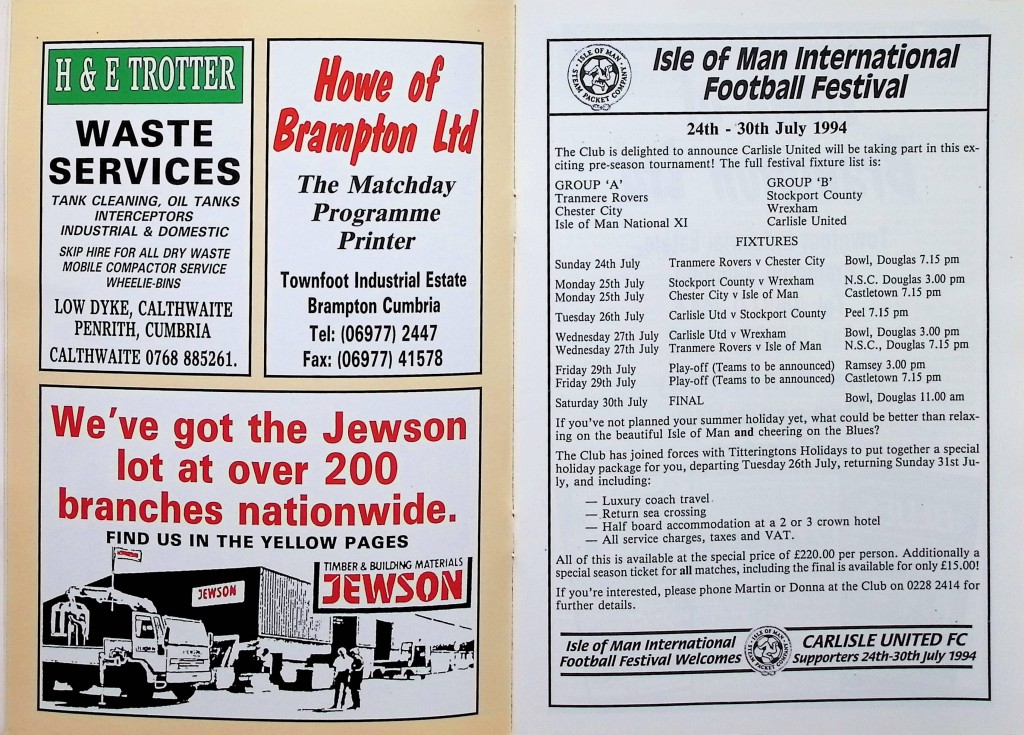 H & E TROTTER
WASTE
SERVICES
TANK CLEANING, OIL TANKS
INTERCEPTORS
INDUSTRIAL & DOMESTIC
SKIP HIRE FOR ALL DRY WASTE
MOBILE COMPACTOR SERVICE
WHEELIE-BINS
LOW DYKE, CALTHWAITE
PENRITH, CUMBRIA
CALTHWAITE 0768 885261.
Howe of
Brampton Ltd
The Matchday
Programme
Printer
Townfoot Industrial Estate
Brampton Cumbria
Tel: (06977) 2447
Fax: (06977) 41578
We've got the Jewson
lot at over 200
branches nationwide.
FIND US IN THE YELLOW PAGES
TIMBER & BUILDING MATERIALS
JEWSON
JEWSON
ISLE OF MAN
STEAM PACKET COMPANY
Isle of Man International
Football Festival
24th - 30th July 1994
The Club is delighted to announce Carlisle United will be taking part in this ex-
citing pre-season tournament! The full festival fixture list is:
GROUP 'A'
Tranmere Rovers
Chester City
Isle of Man National XI
GROUP 'B'
Stockport County
Wrexham
Carlisle United
FIXTURES
Sunday 24th July Tranmere Rovers v Chester City Bowl, Douglas 7.15 pm
Monday 25th July Stockport County v Wrexham N.S.C. Douglas 3.00 pm
Monday 25th July Chester City v Isle of Man Castletown 7.15 pm
Tuesday 26th July Carlisle Utd v Stockport County Peel 7.15 pm
Wednesday 27th July Carlisle Utd v Wrexham Bowl, Douglas 3.00 pm
Wednesday 27th July Tranmere Rovers v Isle of Man N.S.C., Douglas 7.15 pm
Friday 29th July Play-off (Teams to be announced) Ramsey 3.00 pm
Friday 29th July Play-off (Teams to be announced) Castletown 7.15 pm
Saturday 30th July FINAL Bowl, Douglas 11.00 am
If you've not planned your summer holiday yet, what could be better than relax-
ing on the beautiful Isle of Man and cheering on the Blues?
The Club has joined forces with Titteringtons Holidays to put together a special
holiday package for you, departing Tuesday 26th July, returning Sunday 31st Ju-
ly, and including:
— Luxury coach travel
— Return sea crossing
— Half board accommodation at a 2 or 3 crown hotel
— All service charges, taxes and VAT.
All of this is available at the special price of £220.00 per person. Additionally a
special season ticket for all matches, including the final is available for only £15.00!
If you're interested, please phone Martin or Donna at the Club on 0228 2414 for
further details.
Isle of Man International
Football Festival Welcomes
ISLE OF MAN
STEAM PACKET COMPANY
CARLISLE UNITED FC
Supporters 24th-30th July 1994